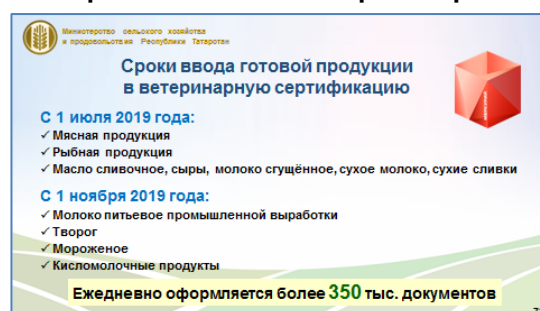 Министерство сельского хозяйства
и продовольствия Республики Татарстан
Сроки ввода готовой продукции
в ветеринарную сертификацию
С 1 июля 2019 года:
✓ Мясная продукция
✓ Рыбная продукция
✓ Масло сливочное, сыры, молоко сгущённое, сухое молоко, сухие сливки
С 1 ноября 2019 года:
✓ Молоко питьевое промышленной выработки
✓ Творог
✓ Мороженое
✓ Кисломолочные продукты
Ежедневно оформляется более 350 тыс. документов